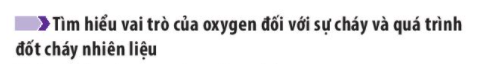 Tìm hiểu vai trò của oxygen đối với sự cháy và quá trình
đốt cháy nhiên liệu